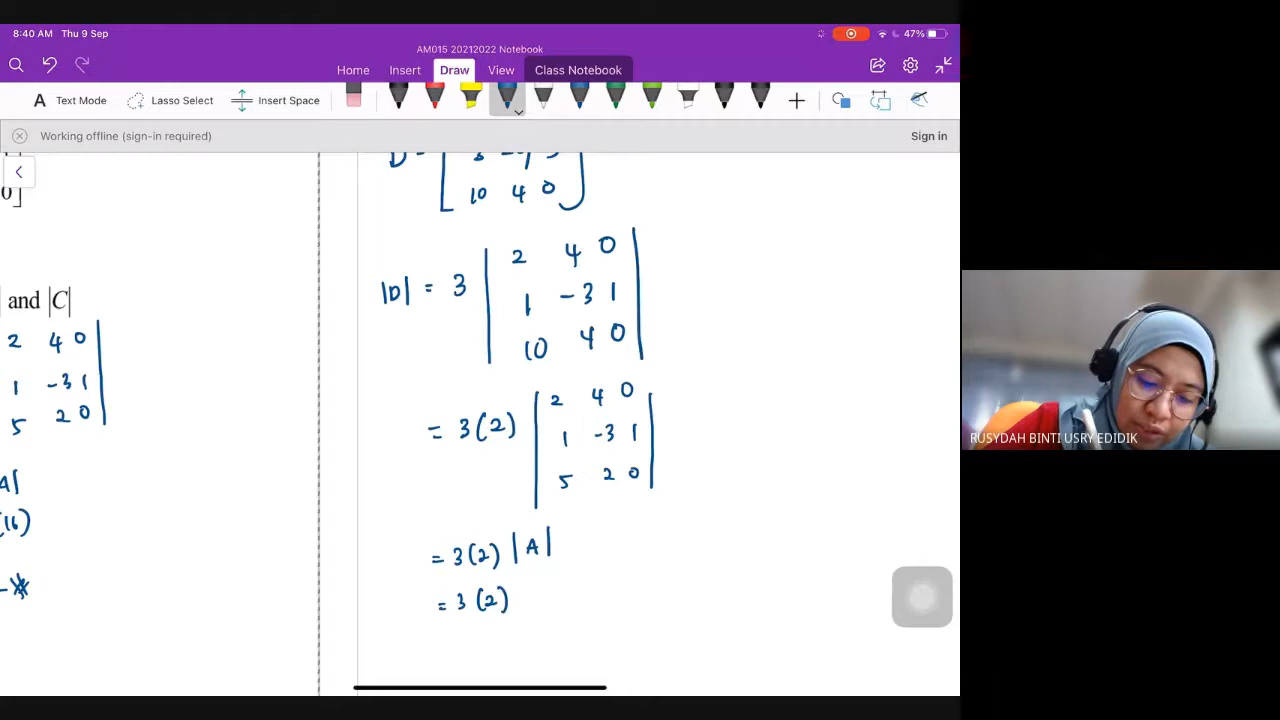 8:40 AM Thu 9 Sep
47%
AM015 20212022 Notebook
Home Insert Draw View Class Notebook
Text Mode Lasso Select Insert Space
Working offline (sign-in required) Sign in
0]
and |C|
2 4 0
1 -3 1
5 2 0
A|
(16)
D =
10 4 0
|D| = 3 | 2 4 0 |
1 -3 1
10 4 0
= 3(2) | 2 4 0 |
1 -3 1
5 2 0
= 3(2) |A|
= 3(2)
RUSYDAH BINTI USRY EDIDIK